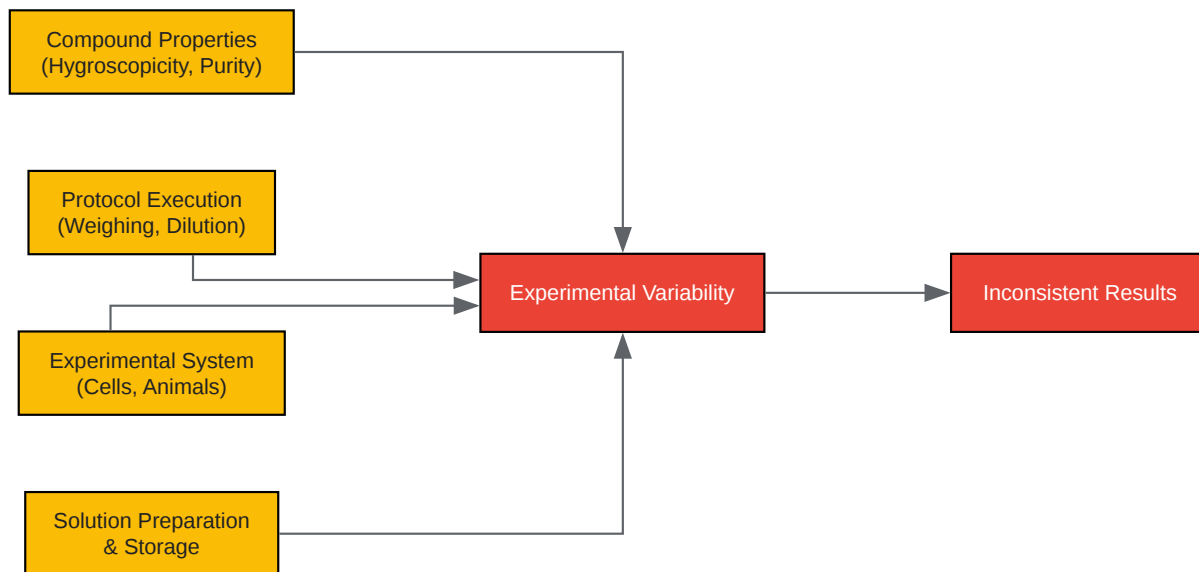 Compound Properties
(Hygroscopicity, Purity)
Protocol Execution
(Weighing, Dilution)
Experimental System
(Cells, Animals)
Solution Preparation
& Storage
Experimental Variability
Inconsistent Results